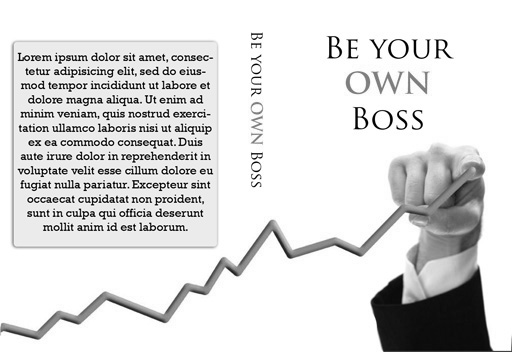 Lorem ipsum dolor sit amet, consec-
tetur adipisicing elit, sed do eius-
mod tempor incididunt ut labore et
dolore magna aliqua. Ut enim ad
minim veniam, quis nostrud exerci-
tation ullamco laboris nisi ut aliquip
ex ea commodo consequat. Duis
aute irure dolor in reprehenderit in
voluptate velit esse cillum dolore eu
fugiat nulla pariatur. Excepteur sint
occaecat cupidatat non proident,
sunt in culpa qui officia deserunt
mollit anim id est laborum.
Be your own Boss
Be your
OWN
Boss